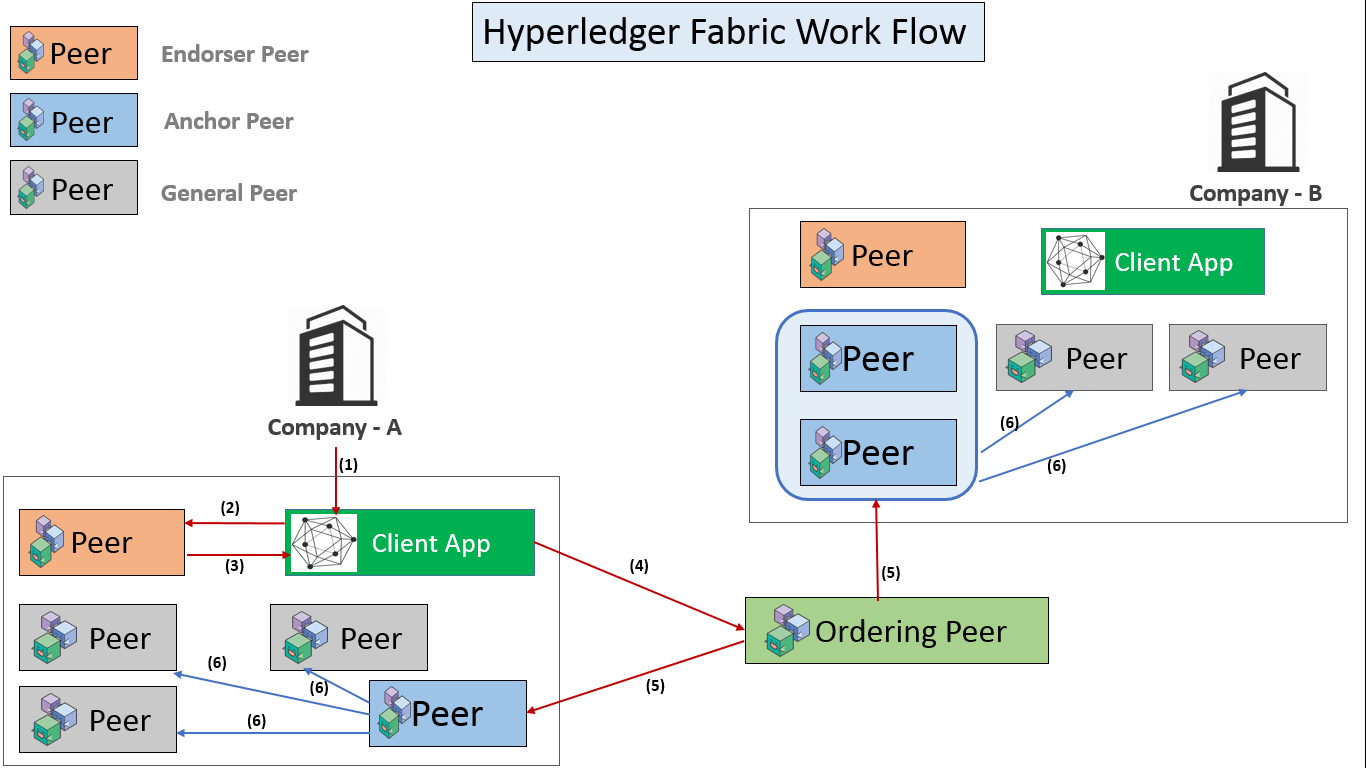 Hyperledger Fabric Work Flow
Peer
Endorser Peer
Peer
Anchor Peer
Peer
General Peer
Company - B
Peer
Client App
Peer
Peer
Peer
Peer
(6)
(6)
Company - A
(1)
(2)
Peer
Client App
(3)
(4)
(5)
Ordering Peer
Peer
Peer
(6)
(6)
(5)
Peer
Peer
(6)